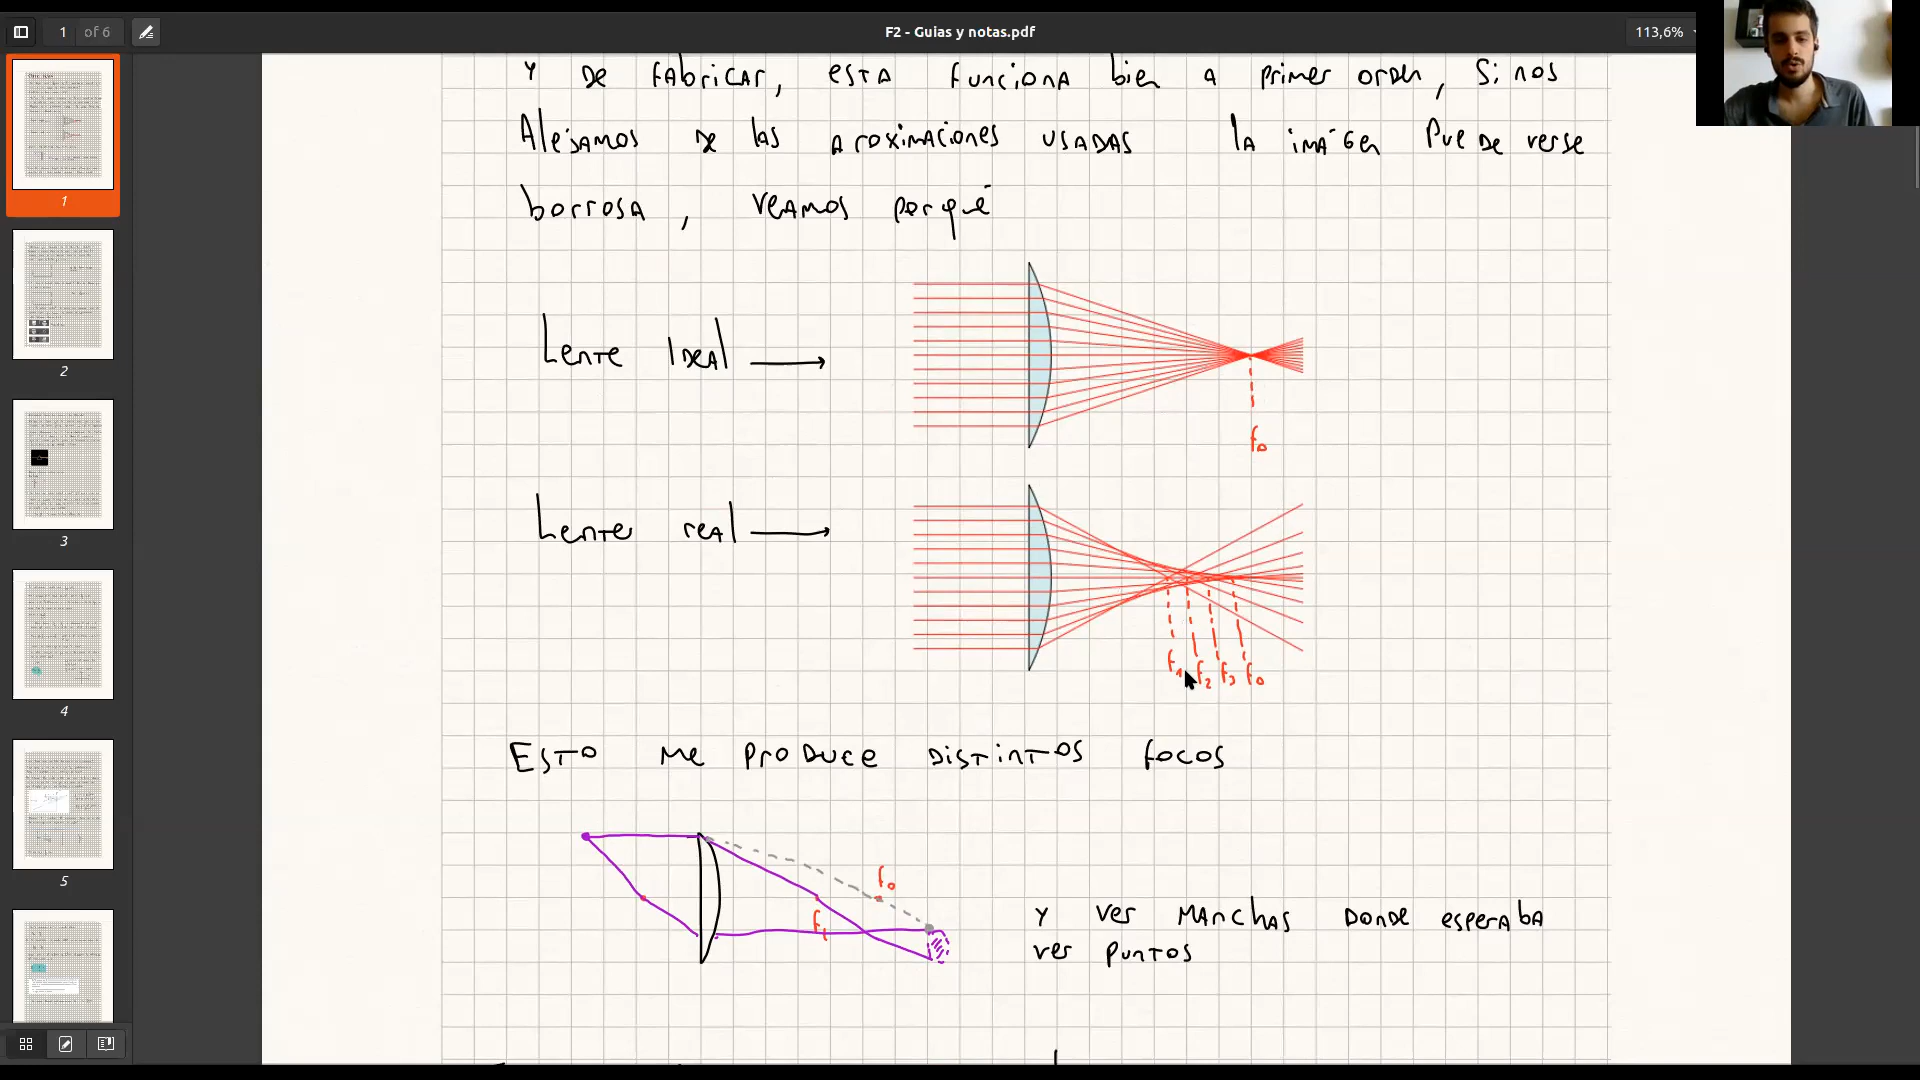 1 of 6
F2 - Guias y notas.pdf
113,6%
Y DE FABRICAR, ESTA FUNCIONA BIEN A PRIMER ORDEN, SI NOS
ALEJAMOS DE LAS AROXIMACIONES USADAS LA IMÁGEN PUEDE VERSE
BORROSA, VEAMOS PORQUÉ
LENTE IDEAL →
f₀
LENTE REAL →
f₁ f₂ f₃ f₀
ESTO ME PRODUCE DISTINTOS FOCOS
f₀
f₁
Y VER MANCHAS DONDE ESPERABA
VER PUNTOS
1
2
3
4
5